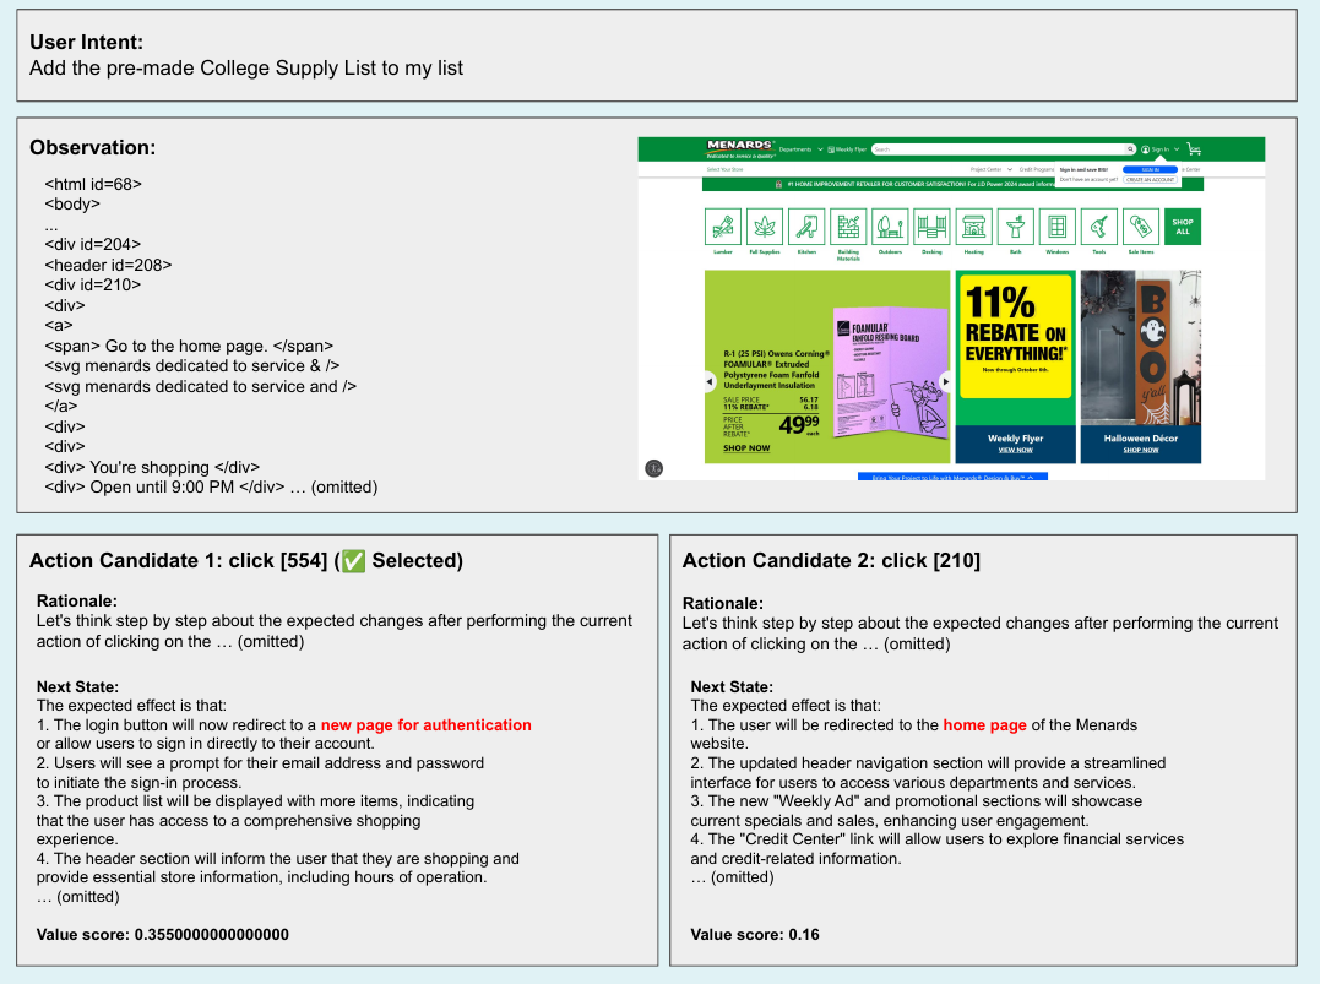 User Intent:
Add the pre-made College Supply List to my list
Observation:
<html id=68>
<body>
...
<div id=204>
<header id=208>
<div id=210>
<div>
<a>
<span> Go to the home page. </span>
<svg menards dedicated to service & />
<svg menards dedicated to service and />
</a>
<div>
<div>
<div> You're shopping </div>
<div> Open until 9:00 PM </div> … (omitted)
MENARDS
Dedicated to service & quality
Departments
Weekly Flyer
Search
Sign In
Select Your Store
Project Center
Credit Programs
Sign in and save BIG!
SIGN IN
Don't have an account yet?
CREATE AN ACCOUNT
#1 HOME IMPROVEMENT RETAILER FOR CUSTOMER SATISFACTION! For J.D Power 2024 award
Lumber
Fall Supplies
Kitchen
Building
Materials
Outdoors
Decking
Heating
Bath
Windows
Tools
Sale Items
SHOP
ALL
FOAMULAR
FANFOLD RESIDING BOARD
R-1 (25 PSI) Owens Corning®
FOAMULAR® Extruded
Polystyrene Foam Fanfold
Underlayment Insulation
SALE PRICE 56.17
11% REBATE* 6.18
PRICE
AFTER
REBATE*
49⁹⁹
each
SHOP NOW
11%
REBATE ON
EVERYTHING!*
Now through October 8th.
Weekly Flyer
VIEW NOW
BOO
y'all
Halloween Décor
SHOP NOW
Bring Your Project to Life with Menards® Design & Buy™
Action Candidate 1: click [554] (✅ Selected)
Rationale:
Let's think step by step about the expected changes after performing the current
action of clicking on the … (omitted)
Next State:
The expected effect is that:
1. The login button will now redirect to a new page for authentication
or allow users to sign in directly to their account.
2. Users will see a prompt for their email address and password
to initiate the sign-in process.
3. The product list will be displayed with more items, indicating
that the user has access to a comprehensive shopping
experience.
4. The header section will inform the user that they are shopping and
provide essential store information, including hours of operation.
… (omitted)
Value score: 0.3550000000000000
Action Candidate 2: click [210]
Rationale:
Let's think step by step about the expected changes after performing the current
action of clicking on the … (omitted)
Next State:
The expected effect is that:
1. The user will be redirected to the home page of the Menards
website.
2. The updated header navigation section will provide a streamlined
interface for users to access various departments and services.
3. The new "Weekly Ad" and promotional sections will showcase
current specials and sales, enhancing user engagement.
4. The "Credit Center" link will allow users to explore financial services
and credit-related information.
… (omitted)
Value score: 0.16